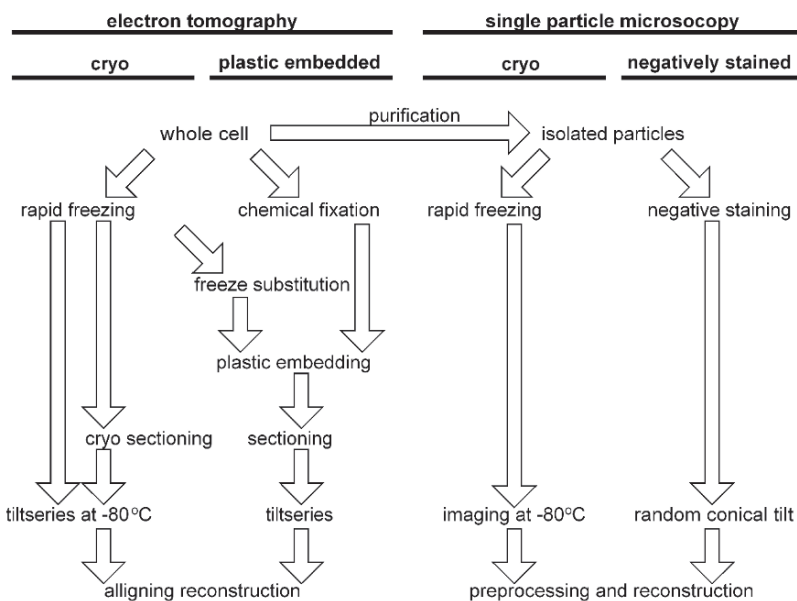 electron tomography
single particle microsocopy
cryo
plastic embedded
cryo
negatively stained
purification
whole cell
isolated particles
rapid freezing
chemical fixation
rapid freezing
negative staining
freeze substitution
plastic embedding
cryo sectioning
sectioning
tiltseries at -80°C
tiltseries
imaging at -80°C
random conical tilt
alligning reconstruction
preprocessing and reconstruction